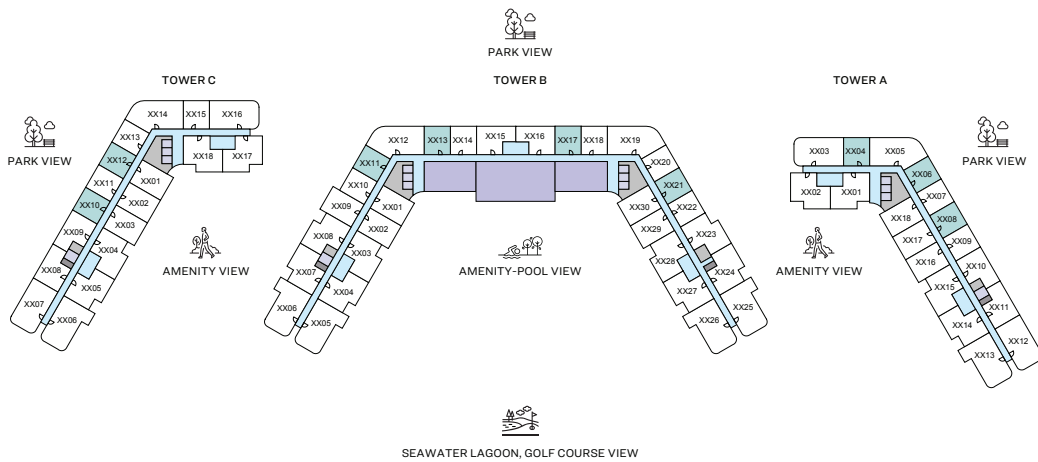 PARK VIEW
TOWER C
TOWER B
TOWER A
PARK VIEW
PARK VIEW
XX14
XX15
XX16
XX13
XX12
XX18
XX17
XX11
XX01
XX10
XX02
XX03
XX09
XX04
XX08
XX05
XX07
XX06
AMENITY VIEW
XX12
XX13
XX14
XX15
XX16
XX17
XX18
XX19
XX11
XX20
XX10
XX01
XX21
XX09
XX02
XX30
XX22
XX08
XX03
XX29
XX23
XX07
XX04
XX28
XX24
XX06
XX05
XX27
XX25
XX26
AMENITY-POOL VIEW
XX03
XX04
XX05
XX06
XX02
XX01
XX07
XX18
XX08
XX17
XX09
XX16
XX10
XX15
XX11
XX14
XX12
XX13
AMENITY VIEW
SEAWATER LAGOON, GOLF COURSE VIEW